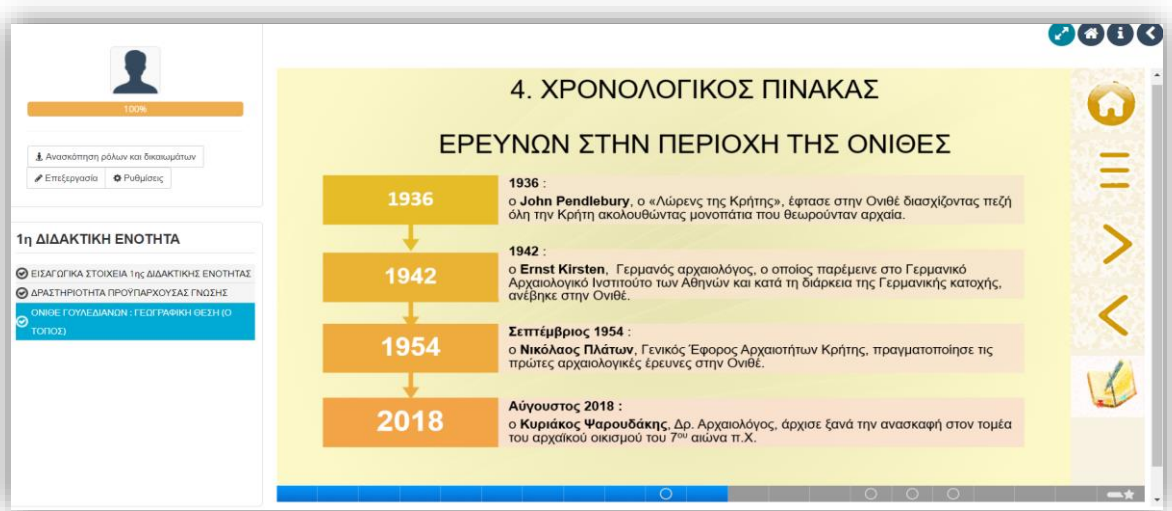 100%
Ανασκόπηση ρόλων και δικαιωμάτων
Επεξεργασία
Ρυθμίσεις
1η ΔΙΔΑΚΤΙΚΗ ΕΝΟΤΗΤΑ
ΕΙΣΑΓΩΓΙΚΑ ΣΤΟΙΧΕΙΑ 1ης ΔΙΔΑΚΤΙΚΗΣ ΕΝΟΤΗΤΑΣ
ΔΡΑΣΤΗΡΙΟΤΗΤΑ ΠΡΟΫΠΑΡΧΟΥΣΑΣ ΓΝΩΣΗΣ
ΟΝΙΘΕ ΓΟΥΛΕΔΙΑΝΩΝ : ΓΕΩΓΡΑΦΙΚΗ ΘΕΣΗ (Ο
ΤΟΠΟΣ)
4. ΧΡΟΝΟΛΟΓΙΚΟΣ ΠΙΝΑΚΑΣ
ΕΡΕΥΝΩΝ ΣΤΗΝ ΠΕΡΙΟΧΗ ΤΗΣ ΟΝΙΘΕΣ
1936
1936 :
ο John Pendlebury, ο «Λώρενς της Κρήτης», έφτασε στην Ονιθέ διασχίζοντας πεζή
όλη την Κρήτη ακολουθώντας μονοπάτια που θεωρούνταν αρχαία.
1942
1942 :
ο Ernst Kirsten, Γερμανός αρχαιολόγος, ο οποίος παρέμεινε στο Γερμανικό
Αρχαιολογικό Ινστιτούτο των Αθηνών και κατά τη διάρκεια της Γερμανικής κατοχής,
ανέβηκε στην Ονιθέ.
1954
Σεπτέμβριος 1954 :
ο Νικόλαος Πλάτων, Γενικός Έφορος Αρχαιοτήτων Κρήτης, πραγματοποίησε τις
πρώτες αρχαιολογικές έρευνες στην Ονιθέ.
2018
Αύγουστος 2018 :
ο Κυριάκος Ψαρουδάκης, Δρ. Αρχαιολόγος, άρχισε ξανά την ανασκαφή στον τομέα
του αρχαϊκού οικισμού του 7ου αιώνα π.Χ.